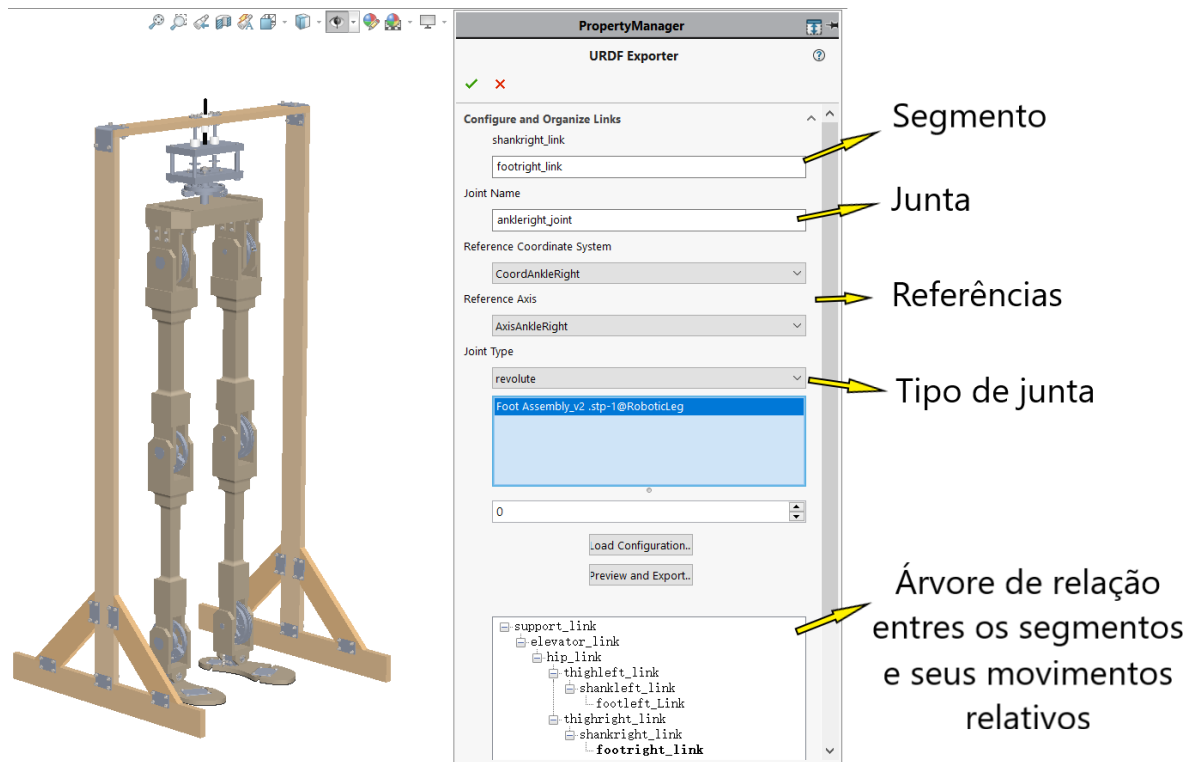 PropertyManager
URDF Exporter
Configure and Organize Links
shankright_link
footright_link
Joint Name
ankleright_joint
Reference Coordinate System
CoordAnkleRight
Reference Axis
AxisAnkleRight
Joint Type
revolute
Foot Assembly_v2 .stp-1@RoboticLeg
0
Load Configuration..
Preview and Export..
support_link
elevator_link
hip_link
thighleft_link
shankleft_link
footleft_Link
thighright_link
shankright_link
footright_link
Segmento
Junta
Referências
Tipo de junta
Árvore de relação
entres os segmentos
e seus movimentos
relativos